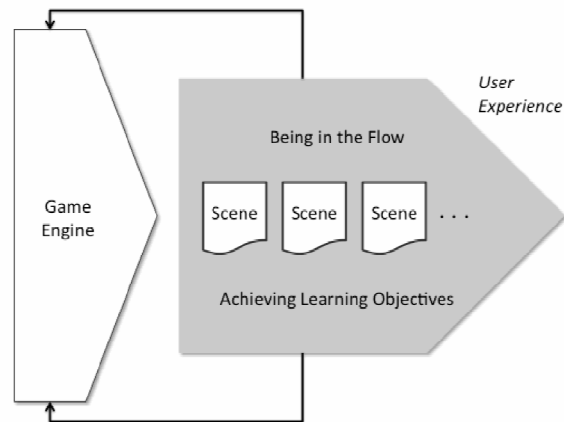 User
Experience
Being in the Flow
Game
Engine
Scene
Scene
Scene
. . .
Achieving Learning Objectives